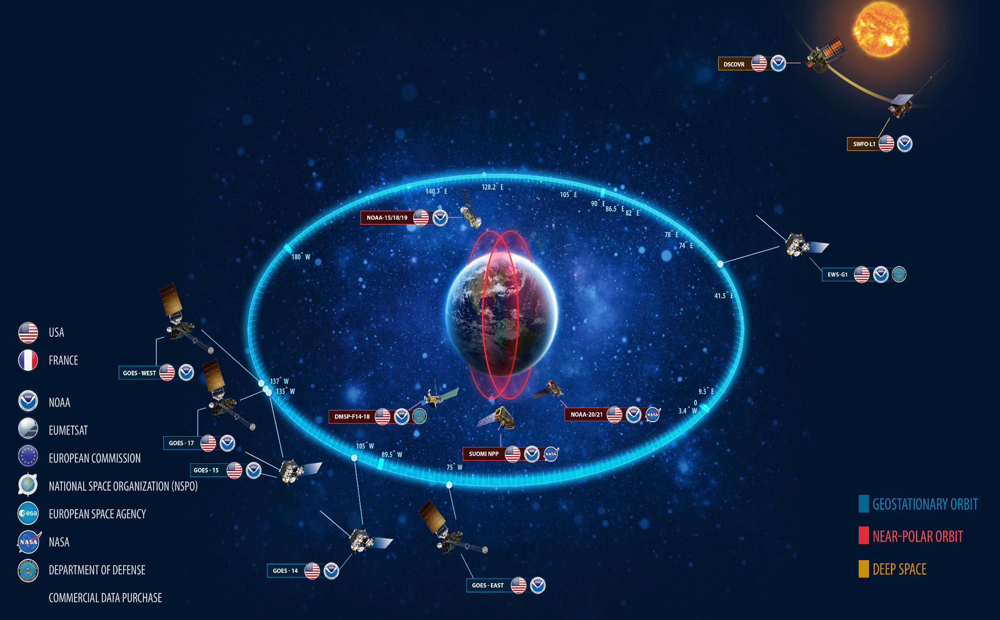 DSCOVR
SWFO-L1
140.7° E
128.2° E
105° E
90° E
86.5° E
82° E
78° E
74° E
NOAA-15/18/19
180° W
EWS-G1
41.5° E
USA
FRANCE
NOAA
EUMETSAT
EUROPEAN COMMISSION
NATIONAL SPACE ORGANIZATION (NSPO)
esa
EUROPEAN SPACE AGENCY
NASA
NASA
DEPARTMENT OF DEFENSE
COMMERCIAL DATA PURCHASE
GOES - WEST
137° W
135° W
GOES - 17
GOES - 15
9.5° E
0
3.4° W
DMSP-F14-18
NOAA-20/21
NASA
SUOMI NPP
NASA
105° W
89.5° W
75° W
GOES - 14
GOES - EAST
GEOSTATIONARY ORBIT
NEAR-POLAR ORBIT
DEEP SPACE